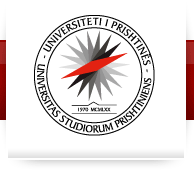 UNIVERSITETI I PRISHTINËS
UNIVERSITAS STUDIORUM PRISHTINIENSIS
1970 MCMLXX